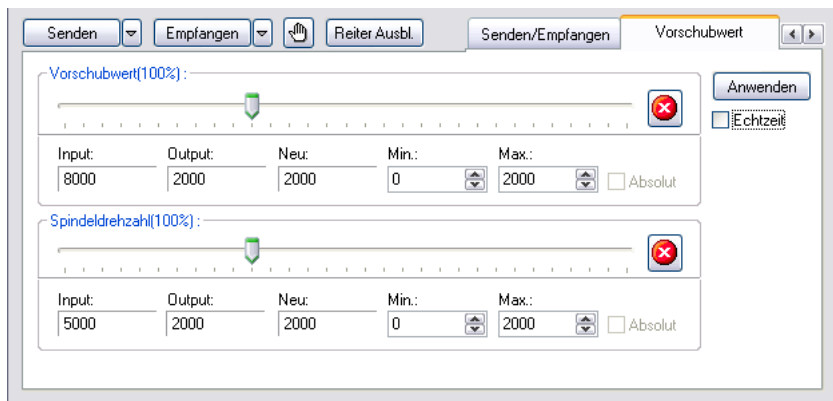 Senden Empfangen Reiter Ausbl. Senden/Empfangen Vorschubwert
Vorschubwert(100%) :
Anwenden
Echtzeit
Input: Output: Neu: Min.: Max.:
8000 2000 2000 0 2000 Absolut
Spindeldrehzahl(100%) :
Input: Output: Neu: Min.: Max.:
5000 2000 2000 0 2000 Absolut